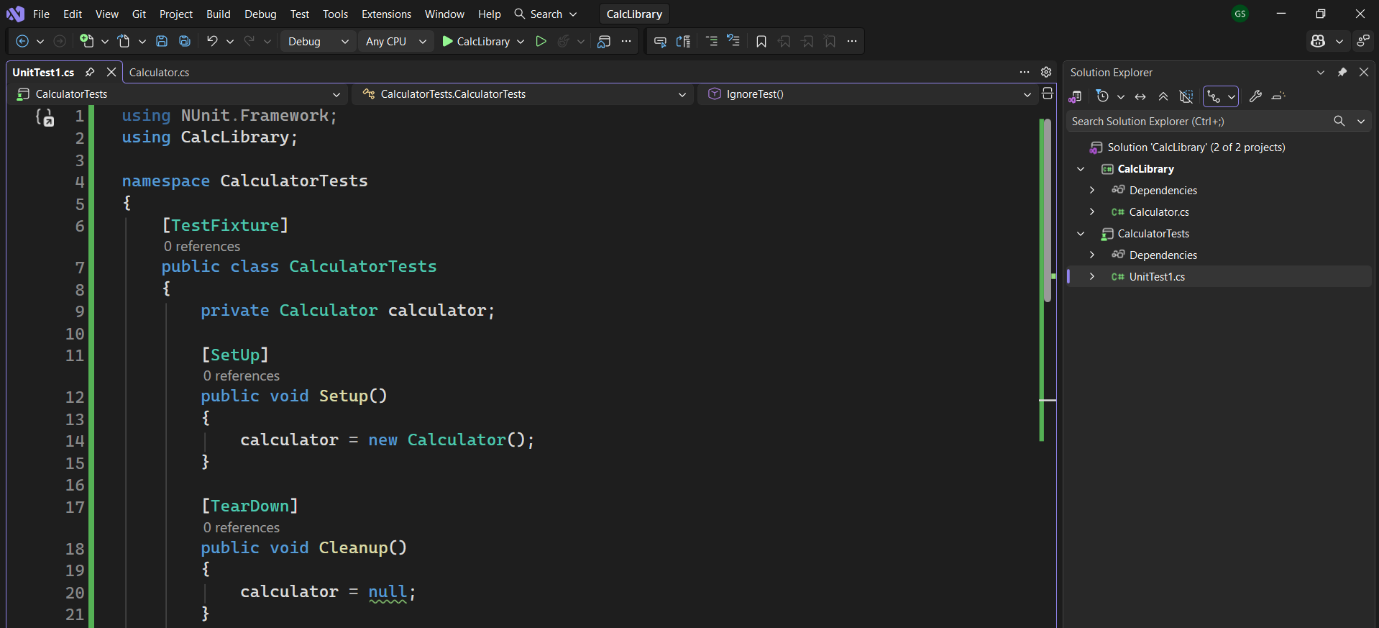 File Edit View Git Project Build Debug Test Tools Extensions Window Help Search CalcLibrary GS
Debug Any CPU CalcLibrary
UnitTest1.cs Calculator.cs
CalculatorTests CalculatorTests.CalculatorTests IgnoreTest()
1 using NUnit.Framework;
2 using CalcLibrary;
3
4 namespace CalculatorTests
5 {
6 [TestFixture]
0 references
7 public class CalculatorTests
8 {
9 private Calculator calculator;
10
11 [SetUp]
0 references
12 public void Setup()
13 {
14 calculator = new Calculator();
15 }
16
17 [TearDown]
0 references
18 public void Cleanup()
19 {
20 calculator = null;
21 }
Solution Explorer
Search Solution Explorer (Ctrl+;)
Solution 'CalcLibrary' (2 of 2 projects)
CalcLibrary
Dependencies
C# Calculator.cs
CalculatorTests
Dependencies
C# UnitTest1.cs